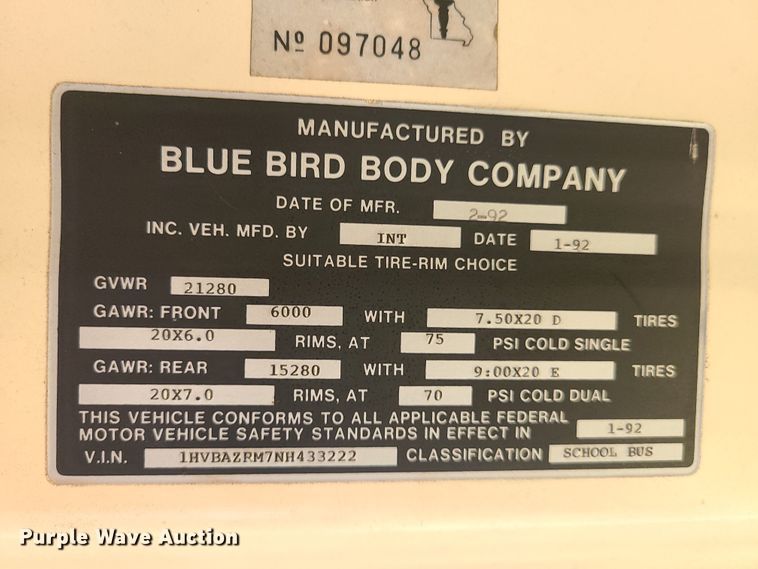 Nº 097048
MANUFACTURED BY
BLUE BIRD BODY COMPANY
DATE OF MFR. 2-92
INC. VEH. MFD. BY INT DATE 1-92
SUITABLE TIRE-RIM CHOICE
GVWR 21280
GAWR: FRONT 6000 WITH 7.50X20 D TIRES
20X6.0 RIMS, AT 75 PSI COLD SINGLE
GAWR: REAR 15280 WITH 9:00X20 E TIRES
20X7.0 RIMS, AT 70 PSI COLD DUAL
THIS VEHICLE CONFORMS TO ALL APPLICABLE FEDERAL
MOTOR VEHICLE SAFETY STANDARDS IN EFFECT IN 1-92
V.I.N. 1HVBAZRM7NH433222 CLASSIFICATION SCHOOL BUS
Purple Wave Auction